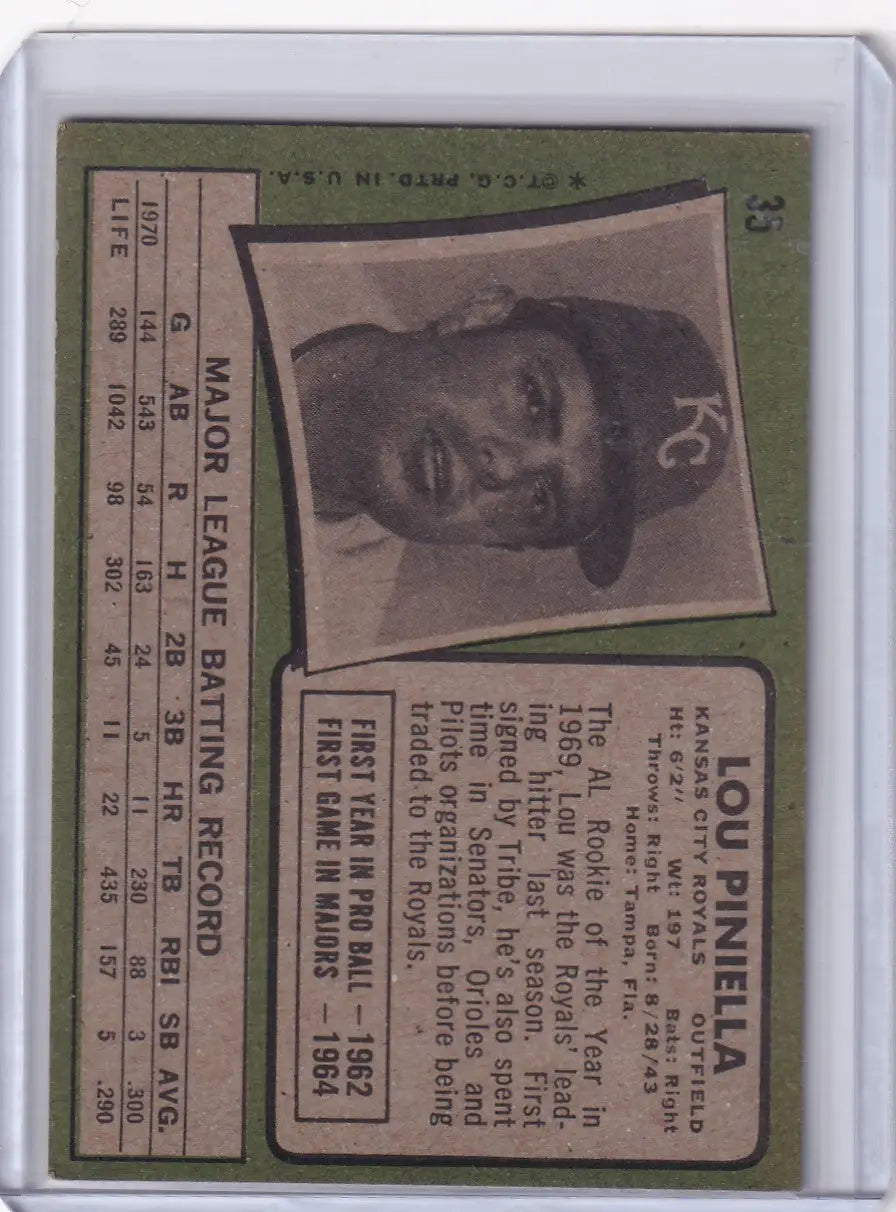 35
*©T.C.G. PRTD. IN U.S.A.
KC
LOU PINIELLA
KANSAS CITY ROYALS OUTFIELD
Ht: 6'2" Wt: 197 Bats: Right
Throws: Right Born: 8/28/43
Home: Tampa, Fla.
The AL Rookie of the Year in
1969, Lou was the Royals' lead-
ing hitter last season. First
signed by Tribe, he's also spent
time in Senators, Orioles and
Pilots organizations before being
traded to the Royals.
FIRST YEAR IN PRO BALL — 1962
FIRST GAME IN MAJORS — 1964
MAJOR LEAGUE BATTING RECORD
G AB R H 2B 3B HR TB RBI SB AVG.
1970 144 543 54 163 24 5 11 230 88 3 .300
LIFE 289 1042 98 302 45 11 22 435 157 5 .290